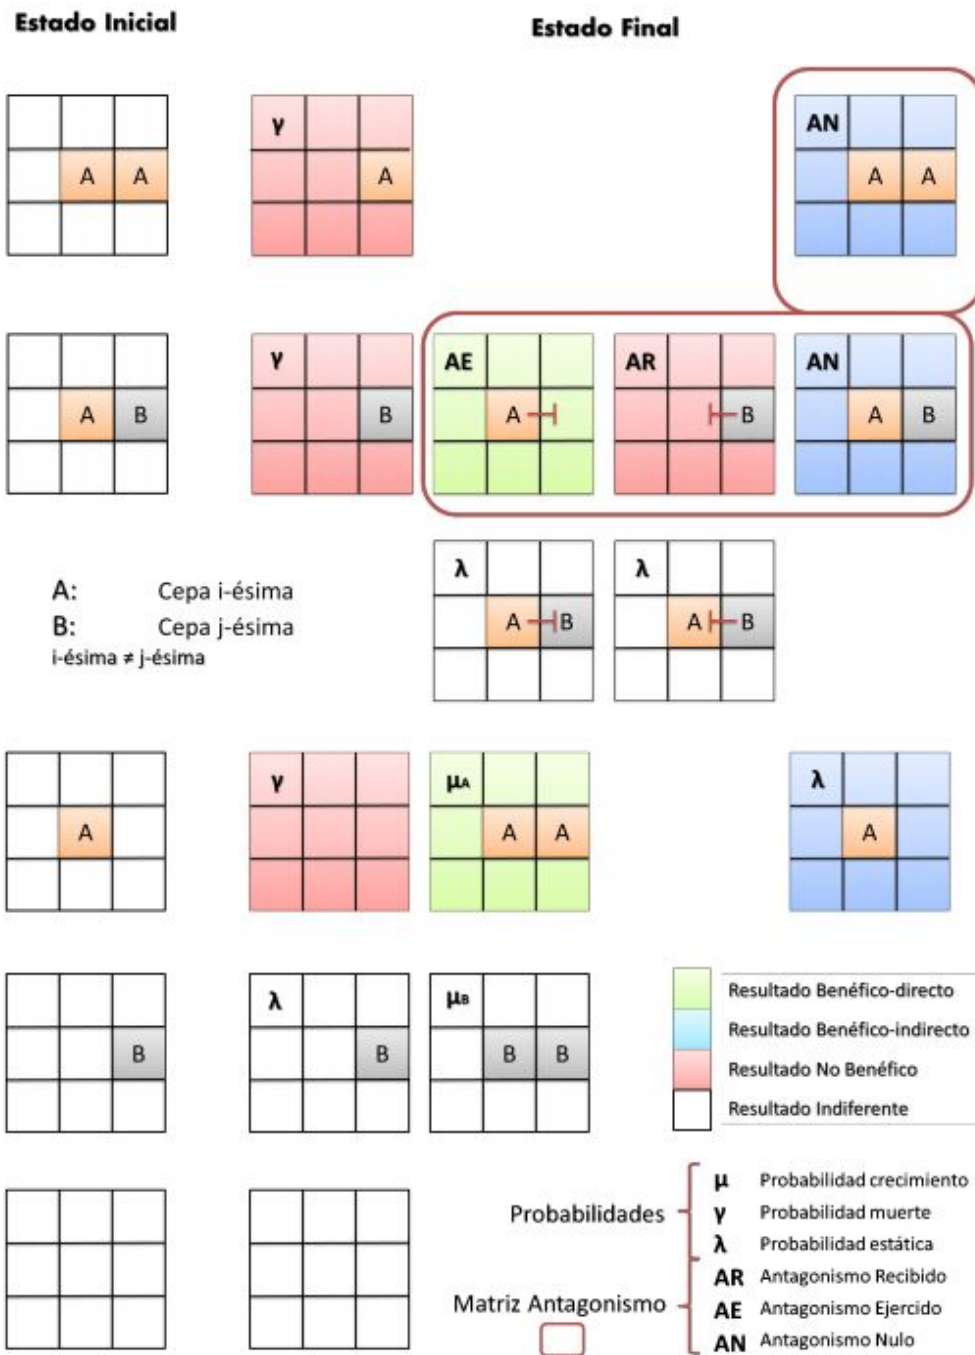 Estado Inicial
Estado Final
γ
AN
A A
A
A A
γ
AE
AR
AN
A B
B
A
B
A B
λ
λ
A: Cepa i-ésima
B: Cepa j-ésima
i-ésima ≠ j-ésima
A B
A B
γ
μA
λ
A
A A
A
λ
μB
B
B
B B
Resultado Benéfico-directo
Resultado Benéfico-indirecto
Resultado No Benéfico
Resultado Indiferente
Probabilidades
μ Probabilidad crecimiento
γ Probabilidad muerte
λ Probabilidad estática
Matriz Antagonismo
AR Antagonismo Recibido
AE Antagonismo Ejercido
AN Antagonismo Nulo